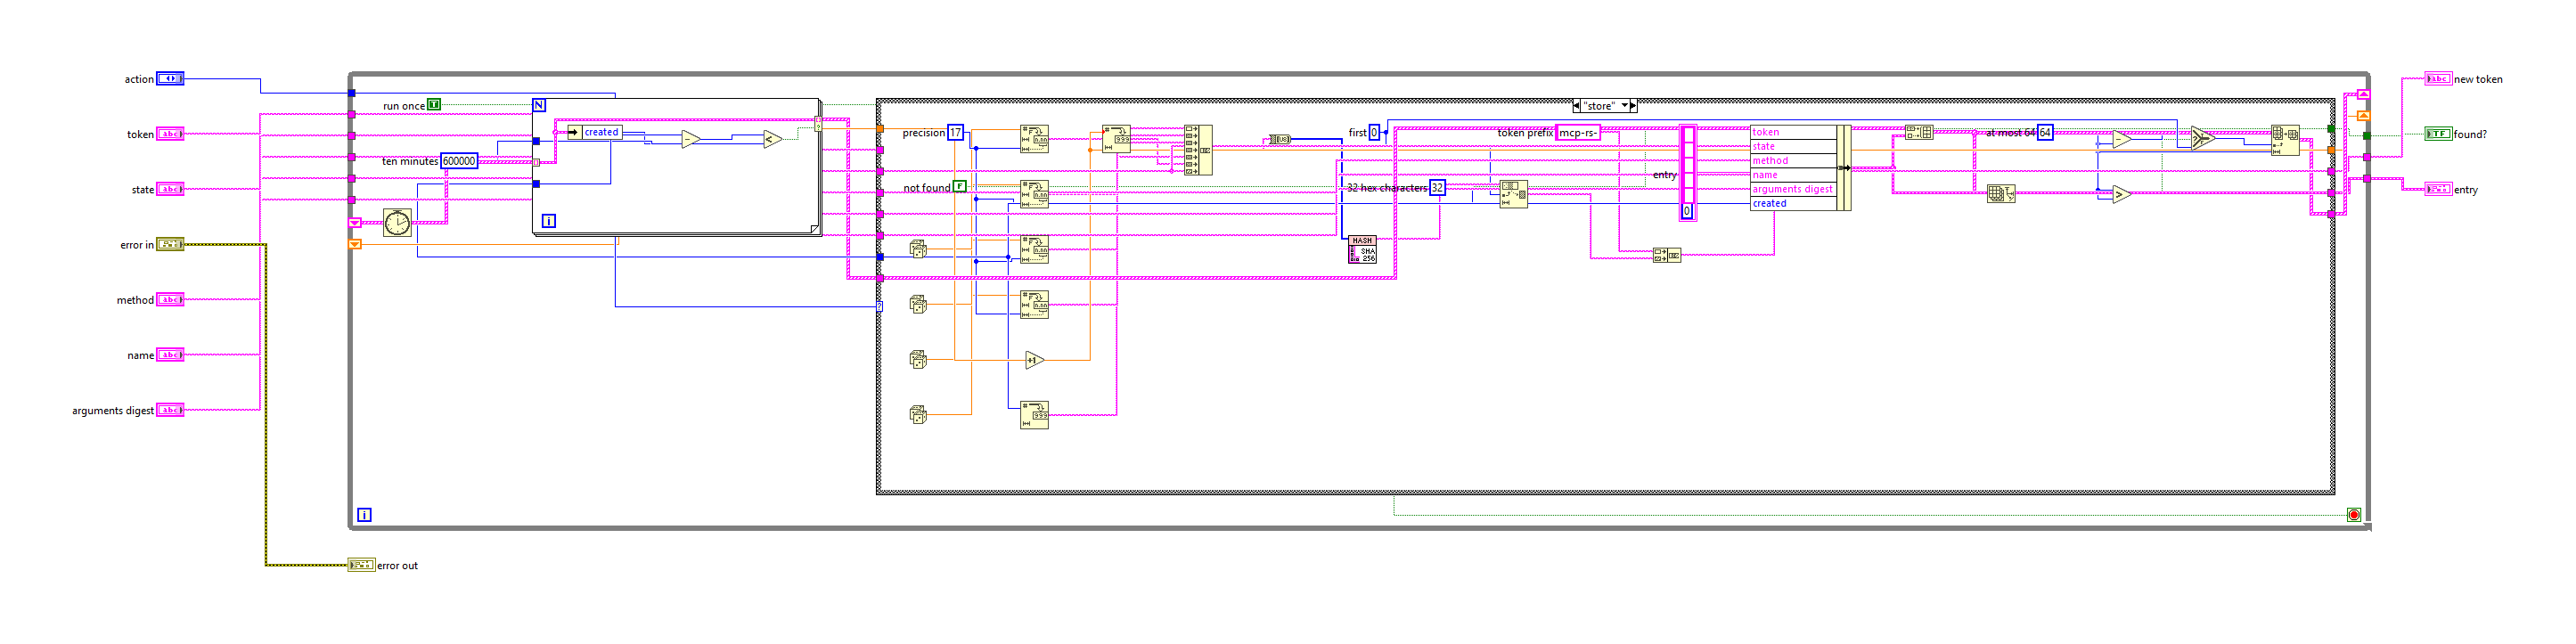 action
token
state
error in
method
name
arguments digest
error out
run once
T
N
ten minutes
600000
created
i
i
"store"
precision
17
not found
F
+1
HASH
SHA
256
first
0
32 hex characters
32
token prefix
mcp-rs-
entry
0
token
state
method
name
arguments digest
created
at most 64
64
new token
found?
TF
entry